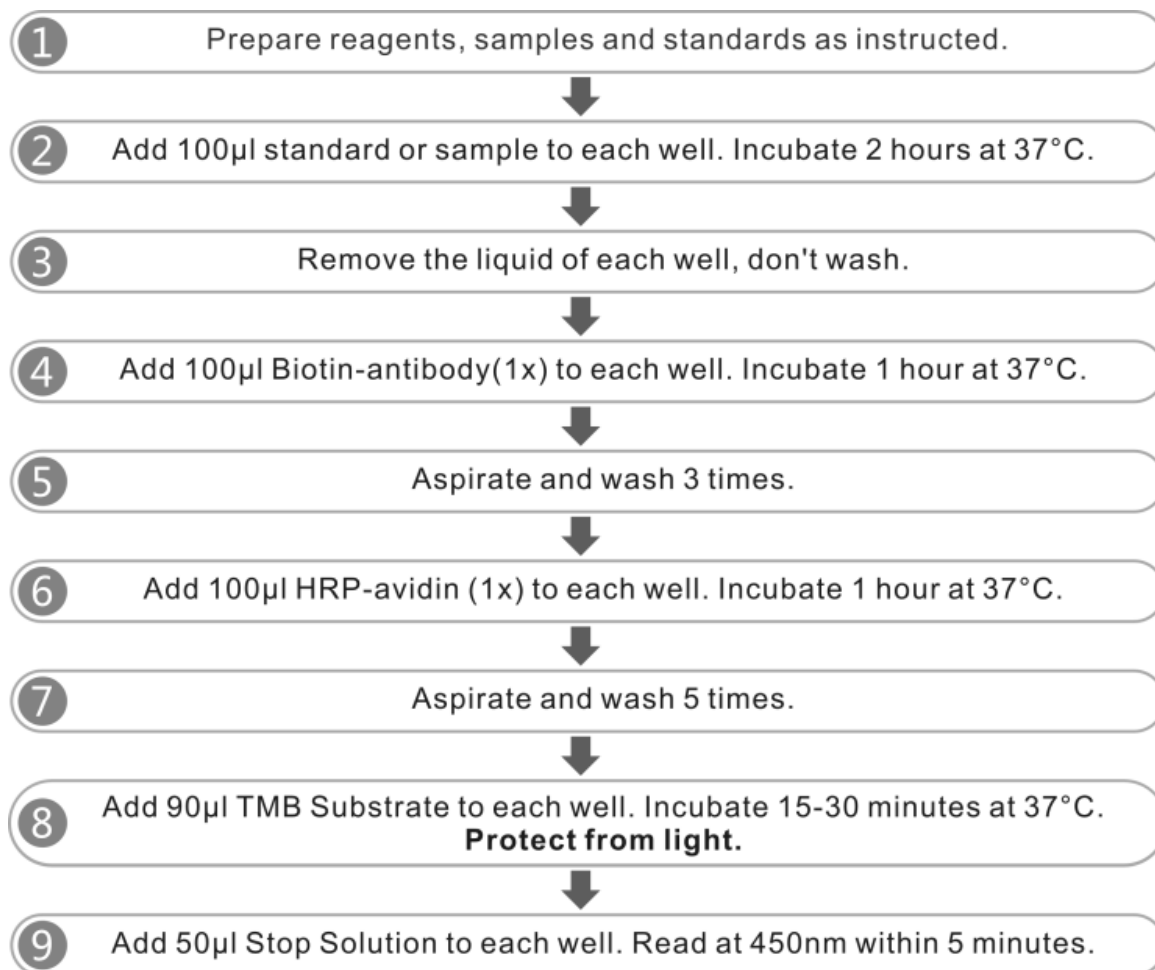 1 Prepare reagents, samples and standards as instructed.
2 Add 100µl standard or sample to each well. Incubate 2 hours at 37°C.
3 Remove the liquid of each well, don't wash.
4 Add 100µl Biotin-antibody(1x) to each well. Incubate 1 hour at 37°C.
5 Aspirate and wash 3 times.
6 Add 100µl HRP-avidin (1x) to each well. Incubate 1 hour at 37°C.
7 Aspirate and wash 5 times.
8 Add 90µl TMB Substrate to each well. Incubate 15-30 minutes at 37°C.
Protect from light.
9 Add 50µl Stop Solution to each well. Read at 450nm within 5 minutes.